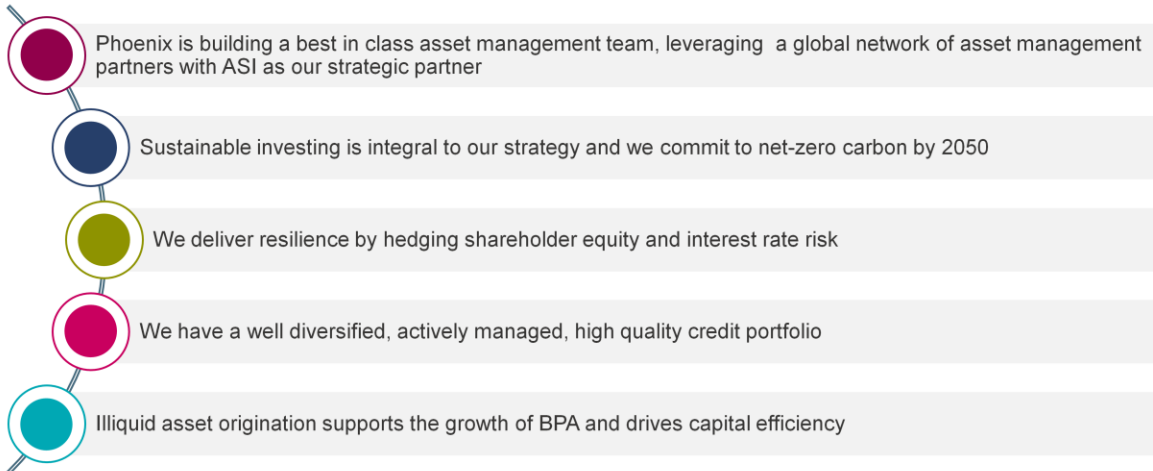 Phoenix is building a best in class asset management team, leveraging  a global network of asset management
partners with ASI as our strategic partner
Sustainable investing is integral to our strategy and we commit to net-zero carbon by 2050
We deliver resilience by hedging shareholder equity and interest rate risk
We have a well diversified, actively managed, high quality credit portfolio
Illiquid asset origination supports the growth of BPA and drives capital efficiency